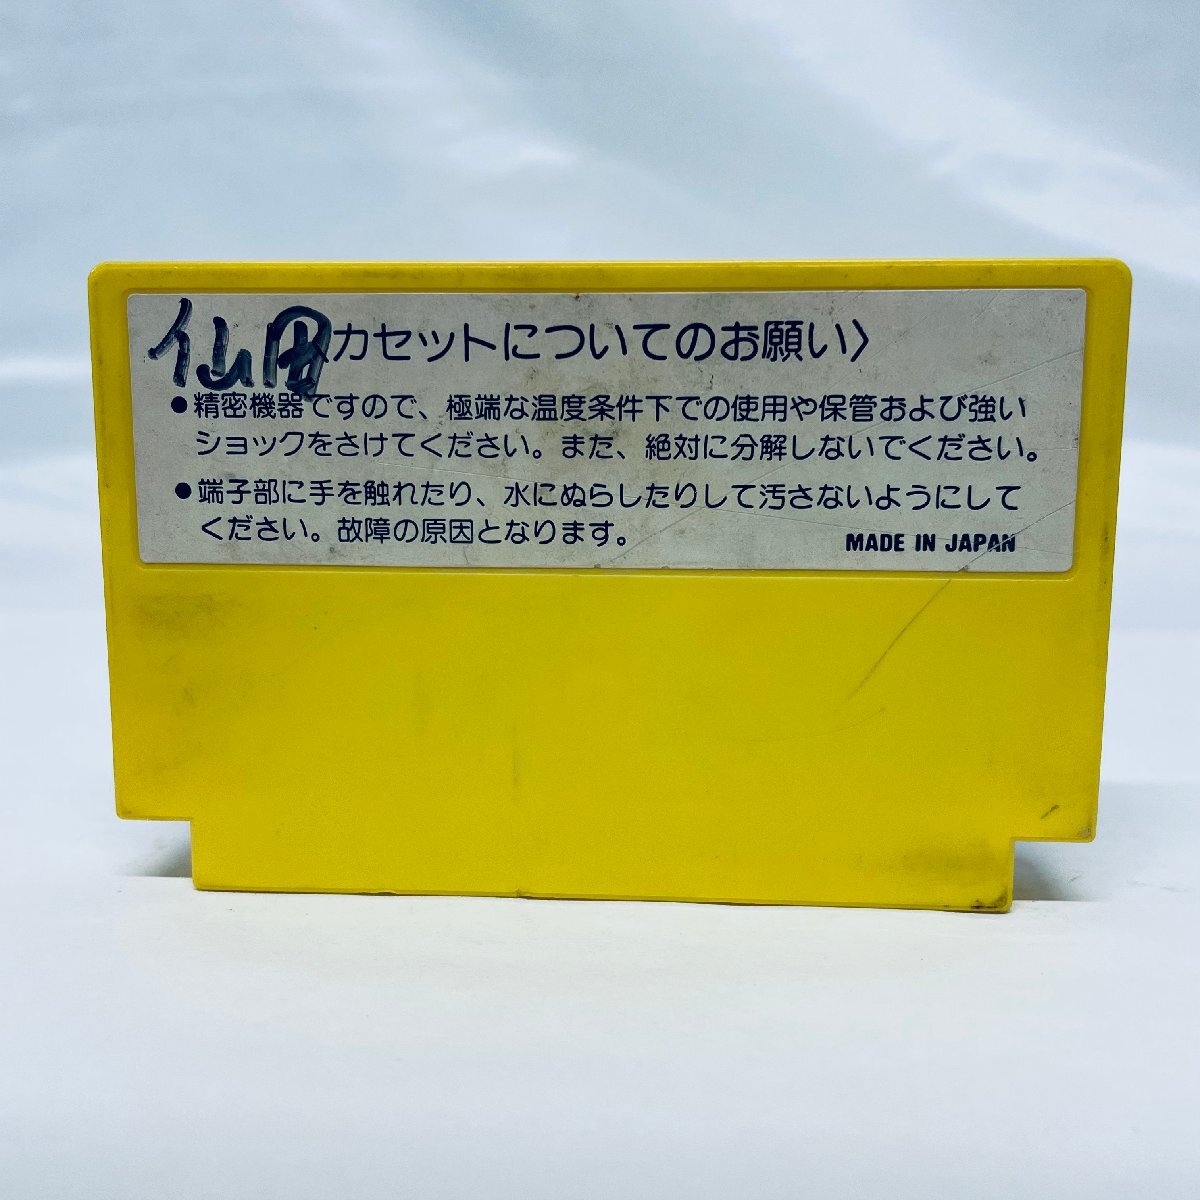 仙田
〈カセットについてのお願い〉
●精密機器ですので、極端な温度条件下での使用や保管および強い
ショックをさけてください。また、絶対に分解しないでください。
●端子部に手を触れたり、水にぬらしたりして汚さないようにして
ください。故障の原因となります。
MADE IN JAPAN